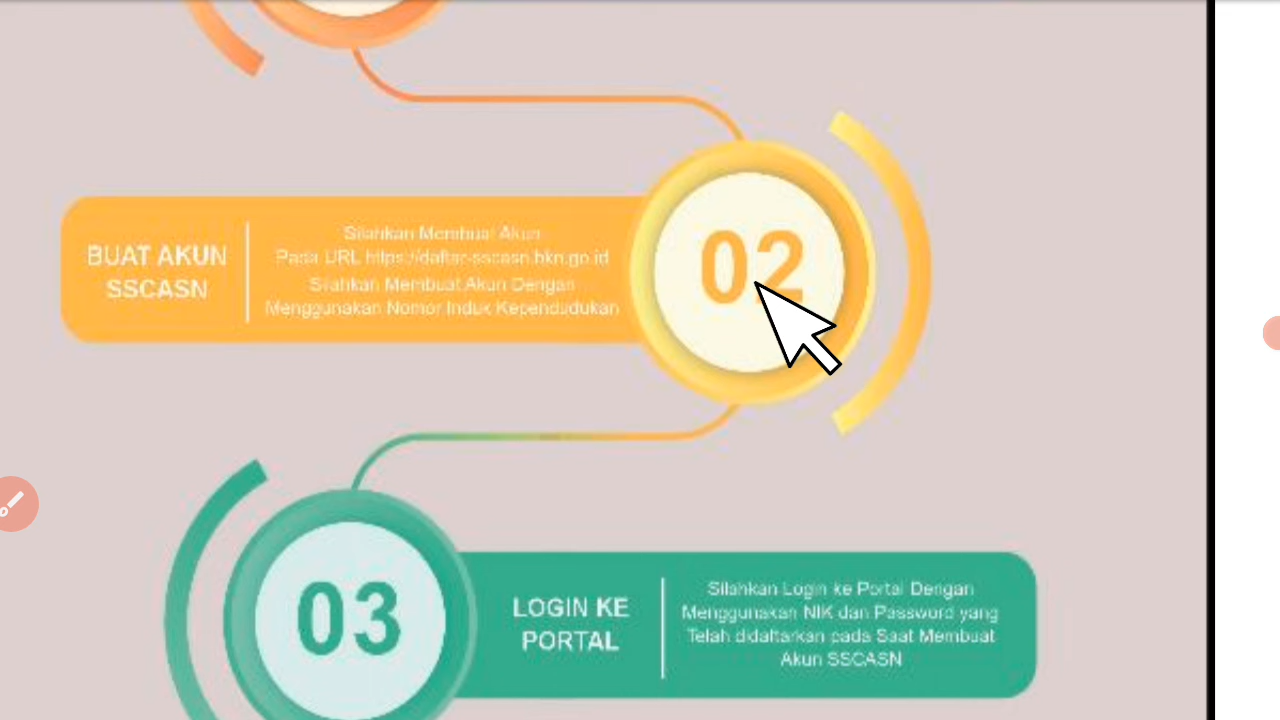 02
BUAT AKUN
SSCASN
Silahkan Membuat Akun
Pada URL https://daftar-sscasn.bkn.go.id
Silahkan Membuat Akun Dengan
Menggunakan Nomor Induk Kependudukan
03
LOGIN KE
PORTAL
Silahkan Login ke Portal Dengan
Menggunakan NIK dan Password yang
Telah didaftarkan pada Saat Membuat
Akun SSCASN